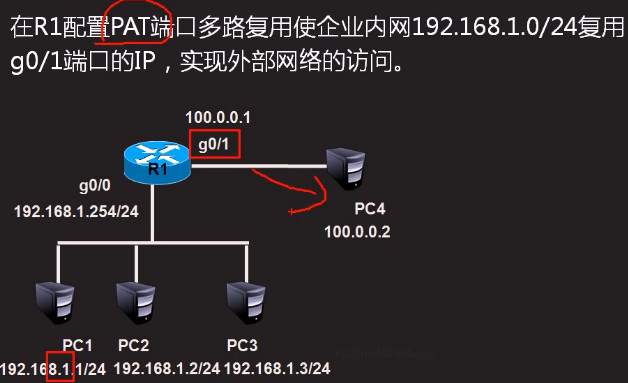 在R1配置PAT端口多路复用使企业内网192.168.1.0/24复用
g0/1端口的IP，实现外部网络的访问。
100.0.0.1
g0/1
R1
g0/0
192.168.1.254/24
PC4
100.0.0.2
PC1 PC2 PC3
192.168.1.1/24 192.168.1.2/24 192.168.1.3/24